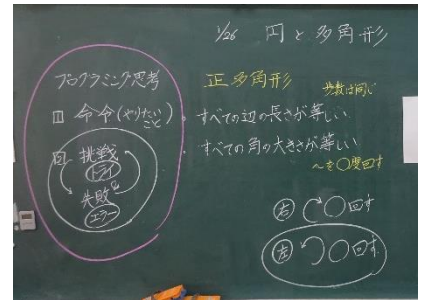 1/26 円と多角形
プログラミング思考
① 命令(やりたいこと)
② 挑戦
トライ
失敗
エラー
正多角形
歩数は同じ
すべての辺の長さが等しい
すべての角の大きさが等しい
〜を○度回す
右 ○回す
左 ○回す